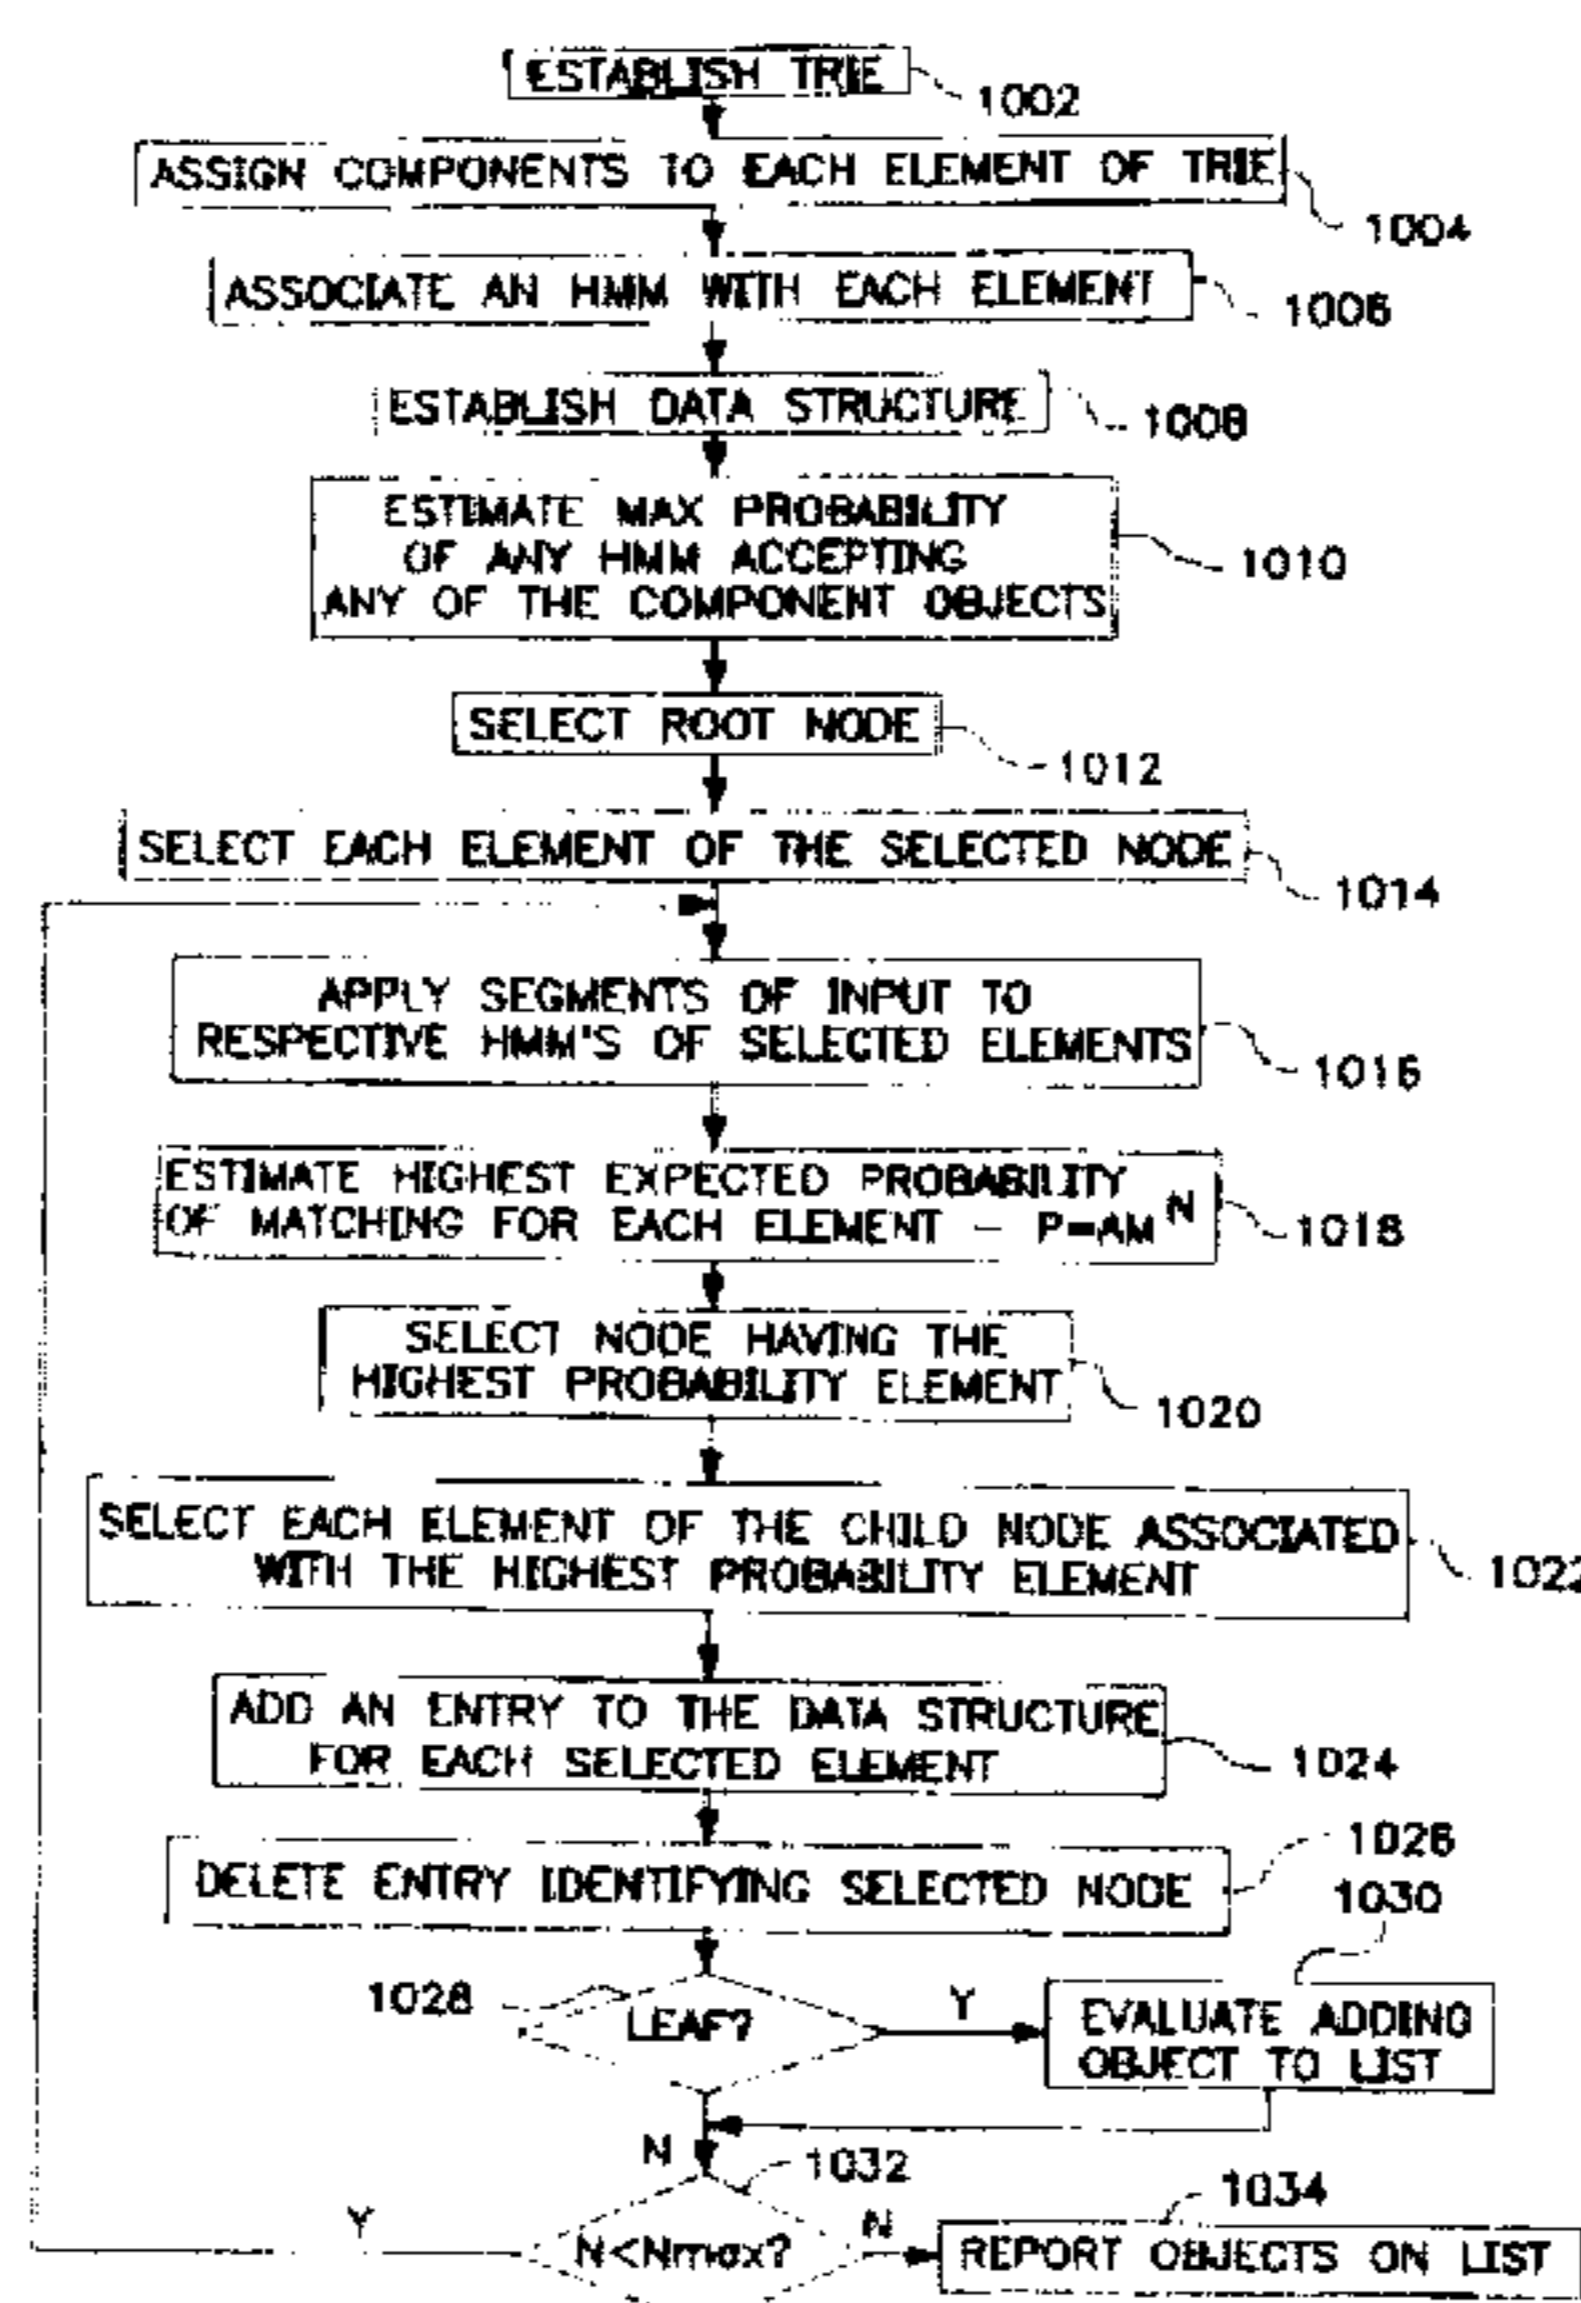 ESTABLISH TRIE
1002
ASSIGN COMPONENTS TO EACH ELEMENT OF TRIE
1004
ASSOCIATE AN HMM WITH EACH ELEMENT
1006
ESTABLISH DATA STRUCTURE
1008
ESTIMATE MAX PROBABILITY
OF ANY HMM ACCEPTING
ANY OF THE COMPONENT OBJECTS
1010
SELECT ROOT NODE
1012
SELECT EACH ELEMENT OF THE SELECTED NODE
1014
APPLY SEGMENTS OF INPUT TO
RESPECTIVE HMM'S OF SELECTED ELEMENTS
1016
ESTIMATE HIGHEST EXPECTED PROBABILITY
OF MATCHING FOR EACH ELEMENT - P=AM^N
1018
SELECT NODE HAVING THE
HIGHEST PROBABILITY ELEMENT
1020
SELECT EACH ELEMENT OF THE CHILD NODE ASSOCIATED
WITH THE HIGHEST PROBABILITY ELEMENT
1022
ADD AN ENTRY TO THE DATA STRUCTURE
FOR EACH SELECTED ELEMENT
1024
DELETE ENTRY IDENTIFYING SELECTED NODE
1026
1030
1028
LEAF?
Y
EVALUATE ADDING
OBJECT TO LIST
N
1032
1034
Y
N<Nmax?
N
REPORT OBJECTS ON LIST